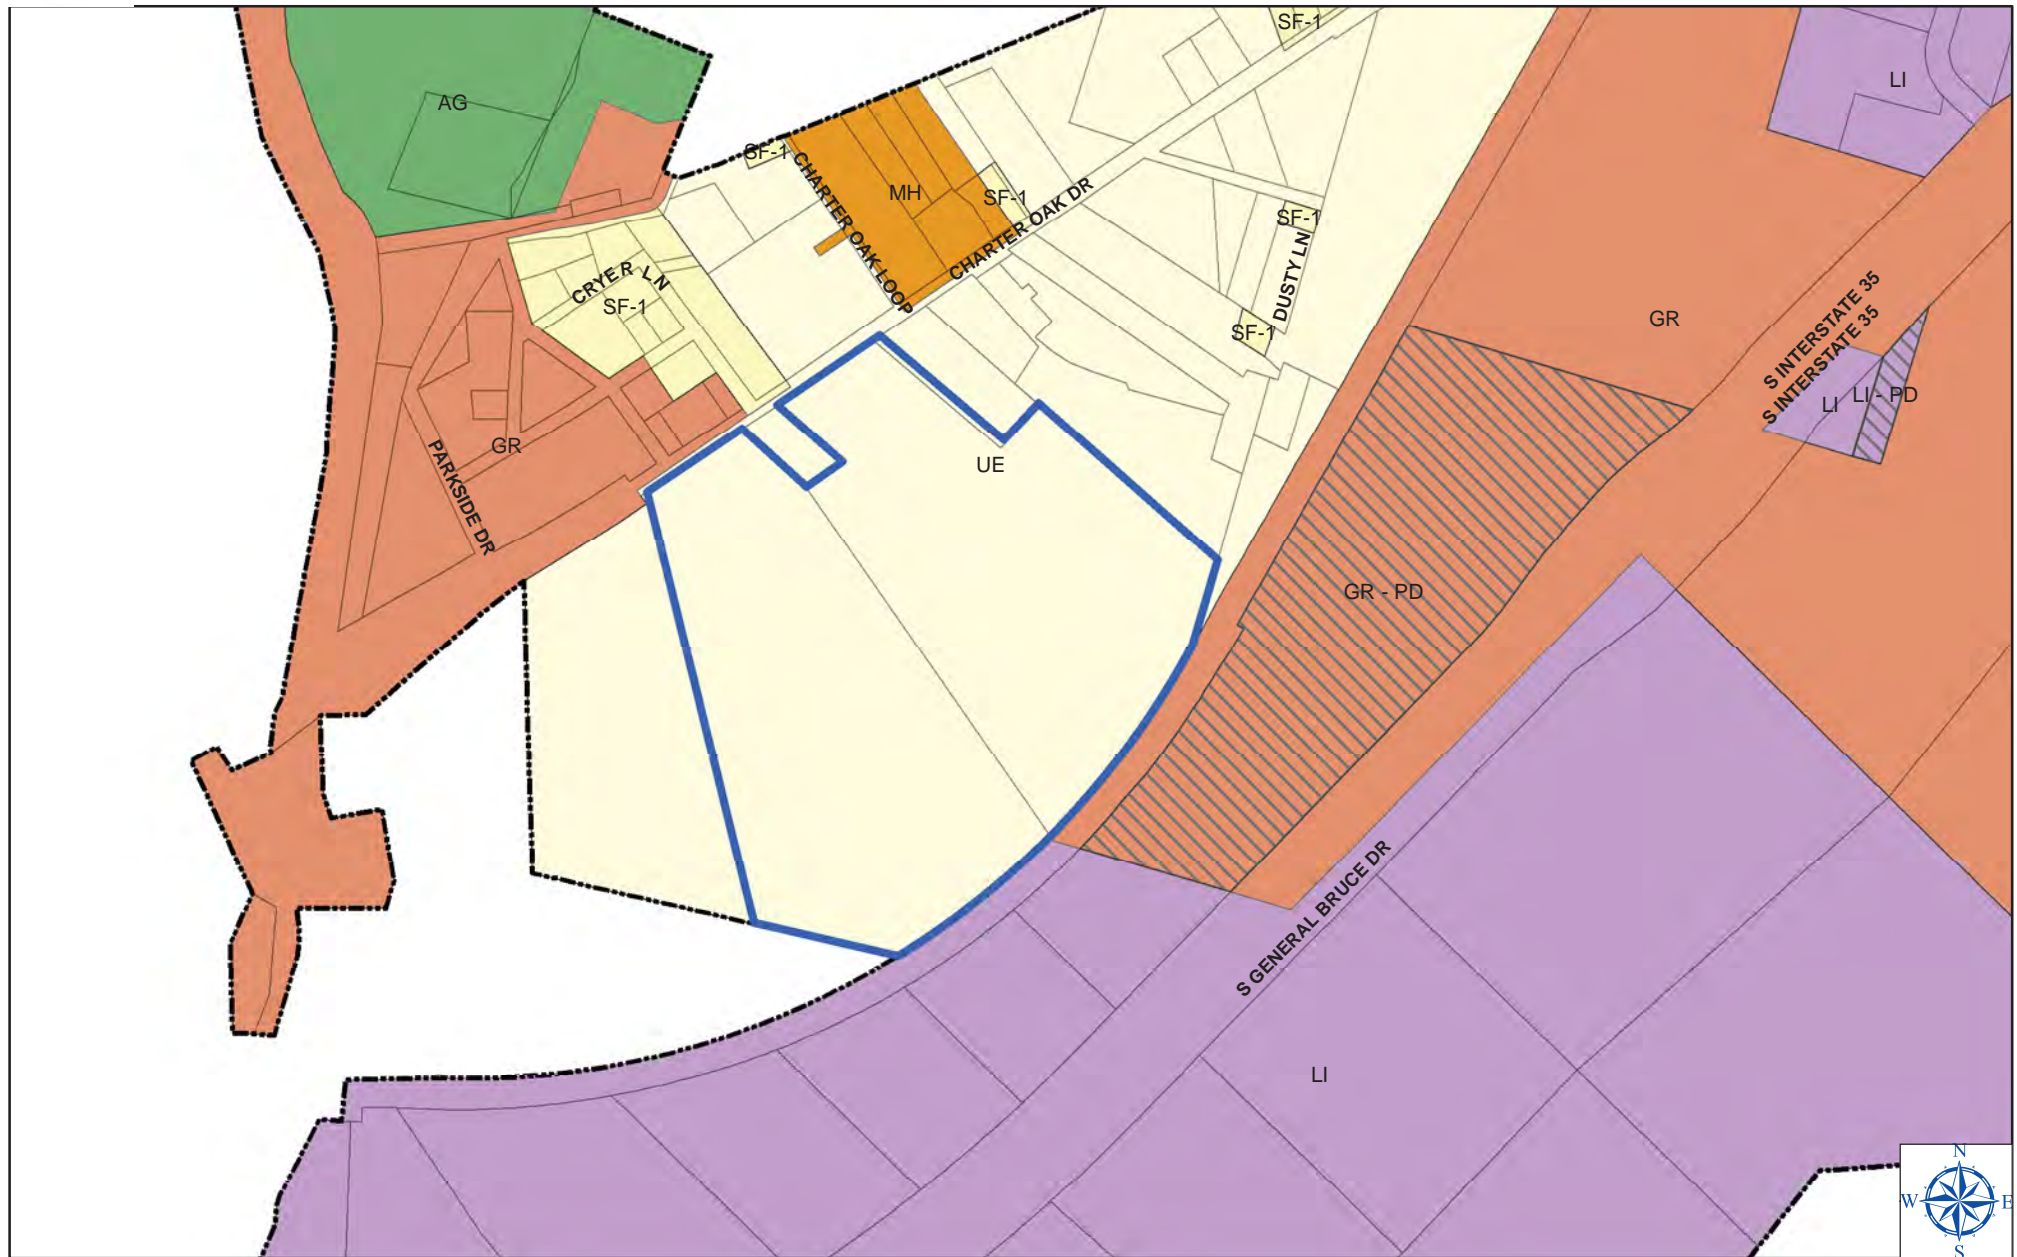 SF-1
LI
AG
SF-1
CHARTER OAK LOOP
MH
SF-1
CHARTER OAK DR
SF-1
DUSTY LN
CRYER LN
SF-1
SF-1
GR
S INTERSTATE 35
S INTERSTATE 35
LI
LI - PD
GR
PARKSIDE DR
UE
GR - PD
S GENERAL BRUCE DR
LI
N
W
E
S